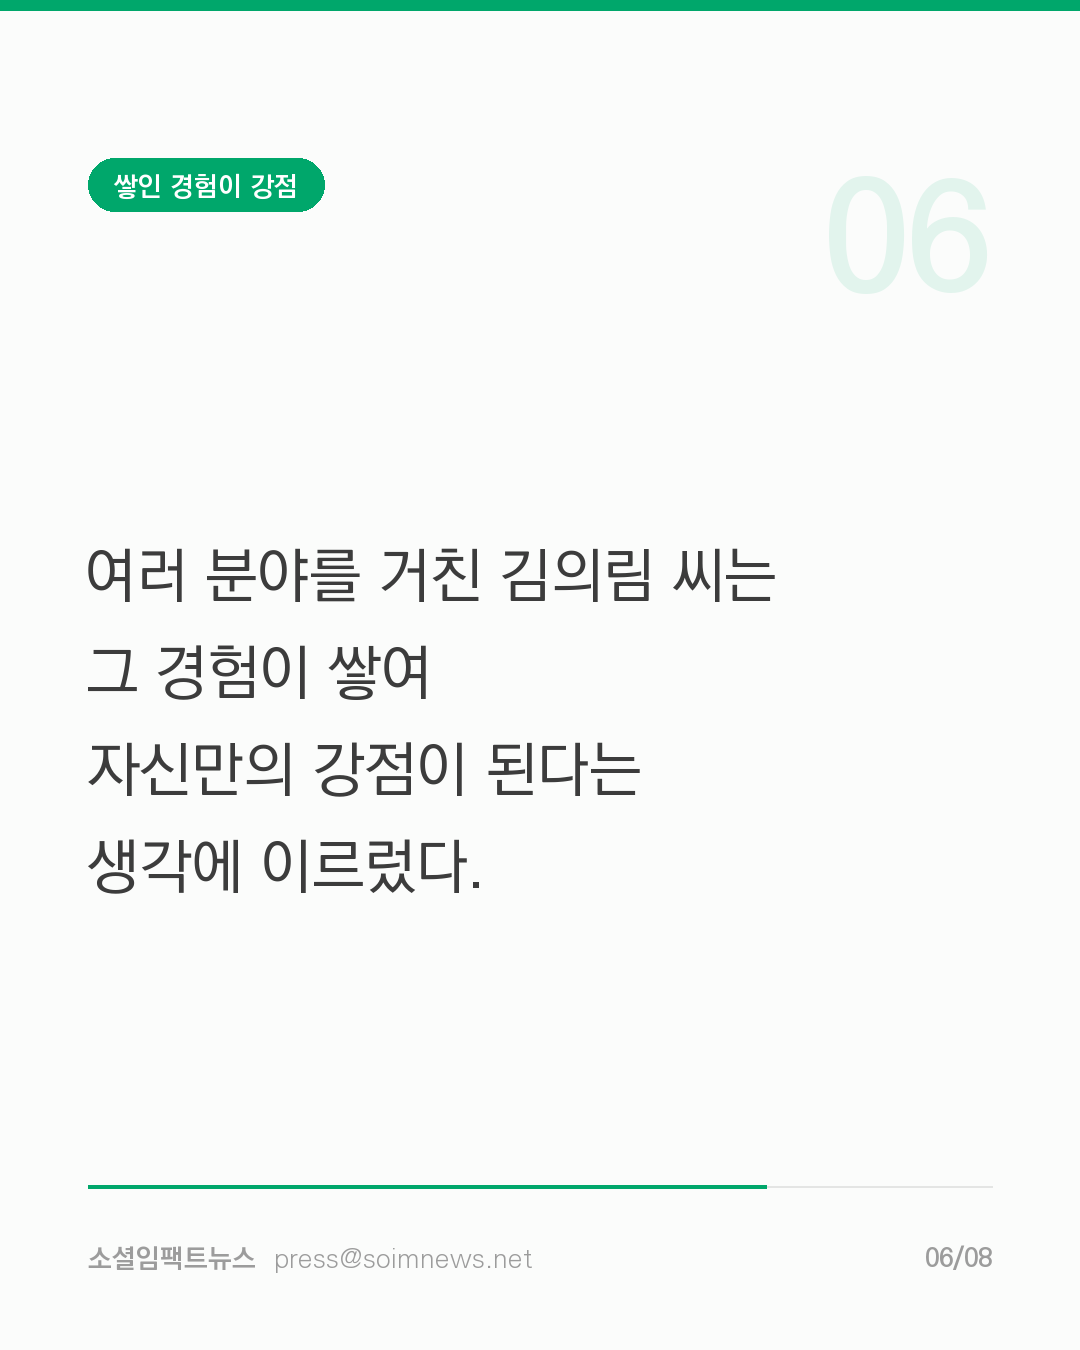 쌓인 경험이 강점
06
여러 분야를 거친 김의림 씨는
그 경험이 쌓여
자신만의 강점이 된다는
생각에 이르렀다.
소셜임팩트뉴스 press@soimnews.net
06/08